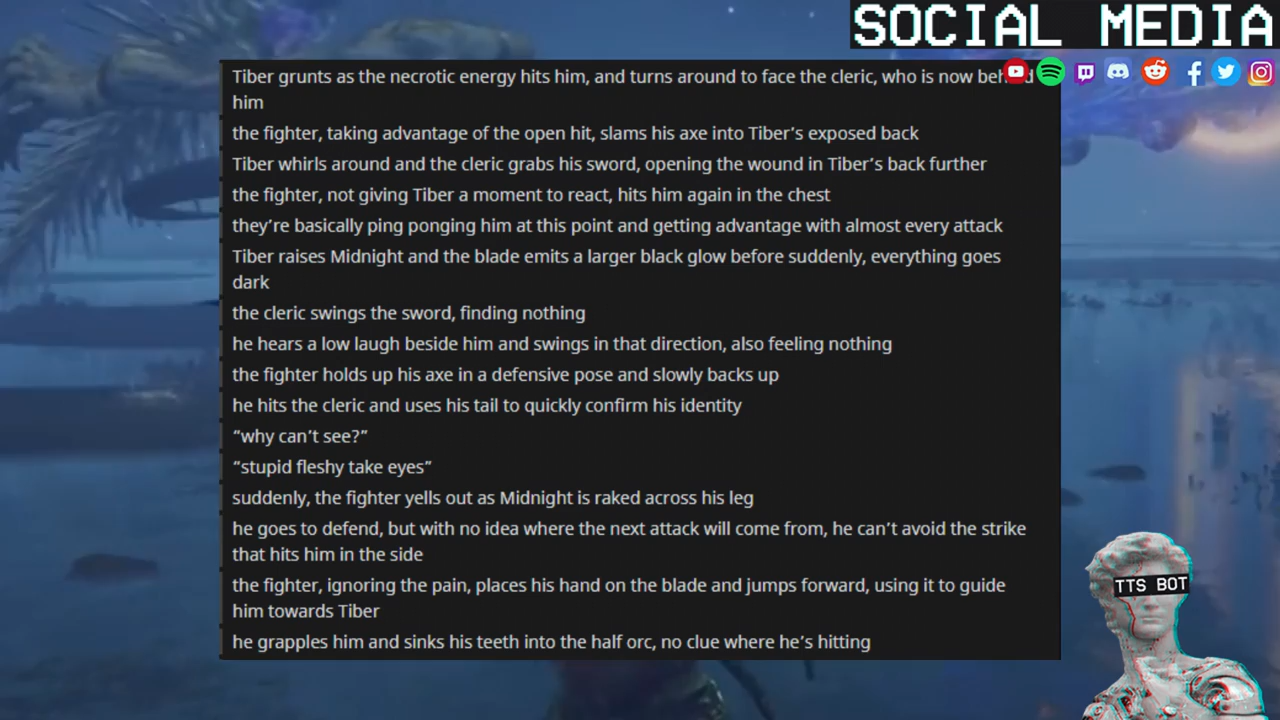 SOCIAL MEDIA
Tiber grunts as the necrotic energy hits him, and turns around to face the cleric, who is now behind
him
the fighter, taking advantage of the open hit, slams his axe into Tiber’s exposed back
Tiber whirls around and the cleric grabs his sword, opening the wound in Tiber’s back further
the fighter, not giving Tiber a moment to react, hits him again in the chest
they’re basically ping ponging him at this point and getting advantage with almost every attack
Tiber raises Midnight and the blade emits a larger black glow before suddenly, everything goes
dark
the cleric swings the sword, finding nothing
he hears a low laugh beside him and swings in that direction, also feeling nothing
the fighter holds up his axe in a defensive pose and slowly backs up
he hits the cleric and uses his tail to quickly confirm his identity
“why can’t see?”
“stupid fleshy take eyes”
suddenly, the fighter yells out as Midnight is raked across his leg
he goes to defend, but with no idea where the next attack will come from, he can’t avoid the strike
that hits him in the side
the fighter, ignoring the pain, places his hand on the blade and jumps forward, using it to guide
him towards Tiber
he grapples him and sinks his teeth into the half orc, no clue where he’s hitting
TTS BOT